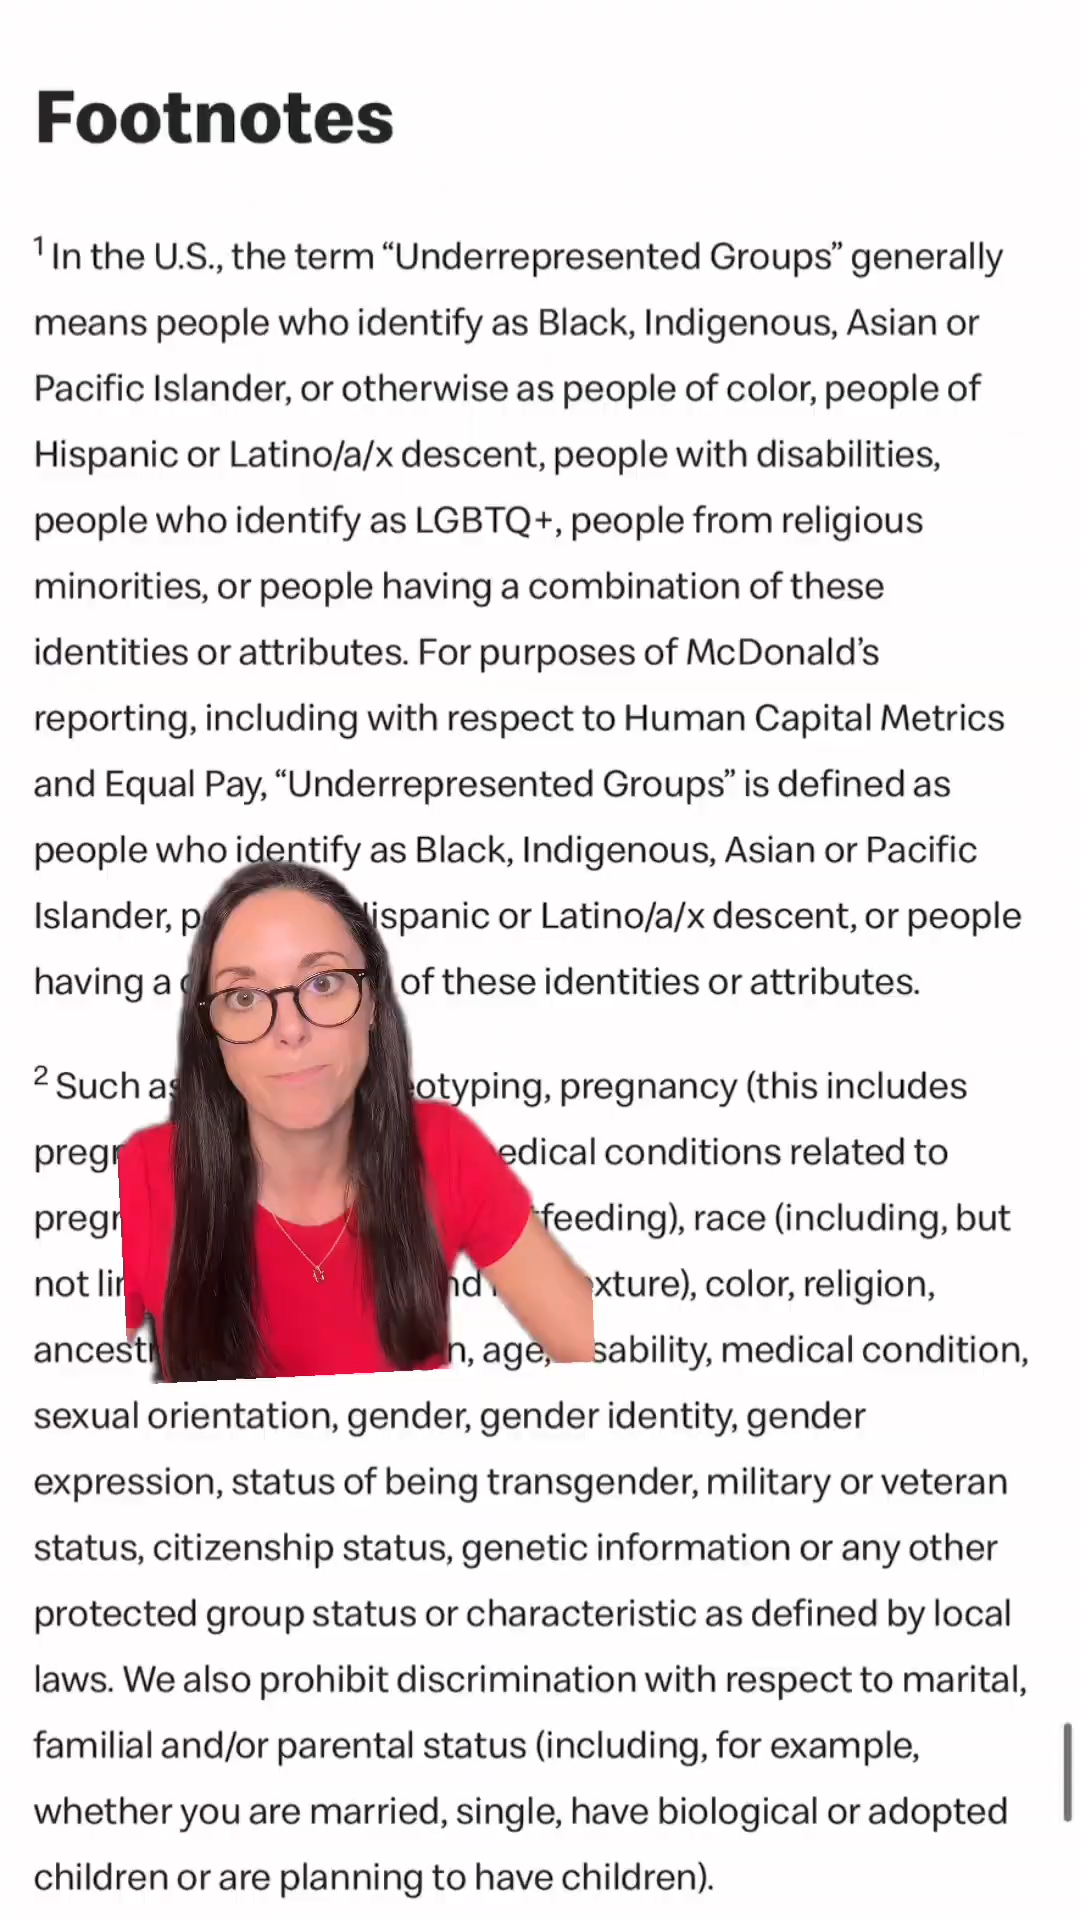 Footnotes
1 In the U.S., the term “Underrepresented Groups” generally
means people who identify as Black, Indigenous, Asian or
Pacific Islander, or otherwise as people of color, people of
Hispanic or Latino/a/x descent, people with disabilities,
people who identify as LGBTQ+, people from religious
minorities, or people having a combination of these
identities or attributes. For purposes of McDonald’s
reporting, including with respect to Human Capital Metrics
and Equal Pay, “Underrepresented Groups” is defined as
people who identify as Black, Indigenous, Asian or Pacific
Islander, Hispanic or Latino/a/x descent, or people
having a of these identities or attributes.
2 Such pregnancy (this includes
conditions related to
race (including, but
not color, religion,
age, medical condition,
sexual orientation, gender, gender identity, gender
expression, status of being transgender, military or veteran
status, citizenship status, genetic information or any other
protected group status or characteristic as defined by local
laws. We also prohibit discrimination with respect to marital,
familial and/or parental status (including, for example,
whether you are married, single, have biological or adopted
children or are planning to have children).